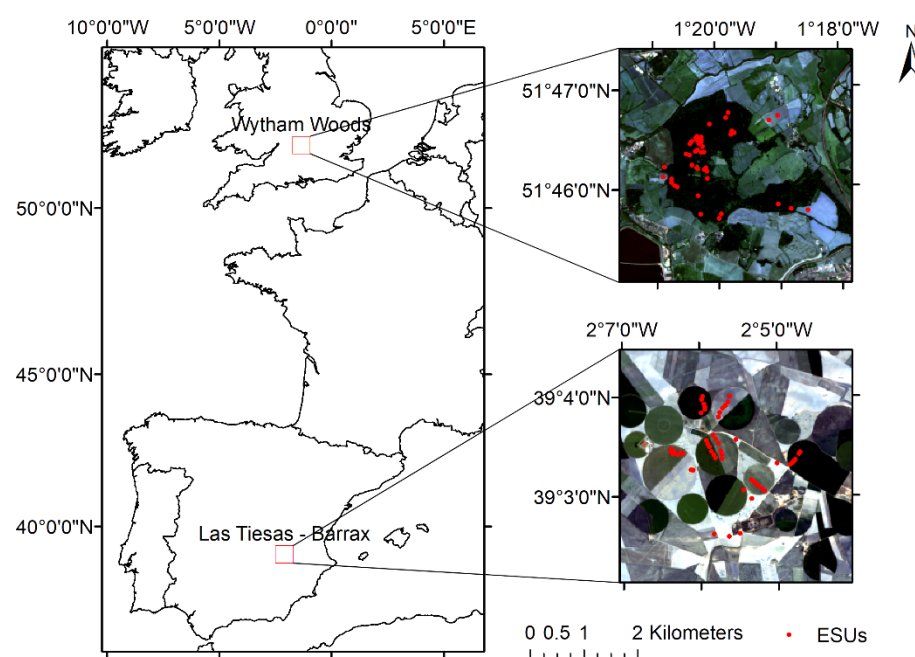 10°0'0"W 5°0'0"W 0°0'0" 5°0'0"E
1°20'0"W 1°18'0"W
N
Wytham Woods
51°47'0"N
51°46'0"N
50°0'0"N
2°7'0"W 2°5'0"W
45°0'0"N
39°4'0"N
39°3'0"N
40°0'0"N
Las Tiesas - Barrax
0 0.5 1 2 Kilometers
ESUs